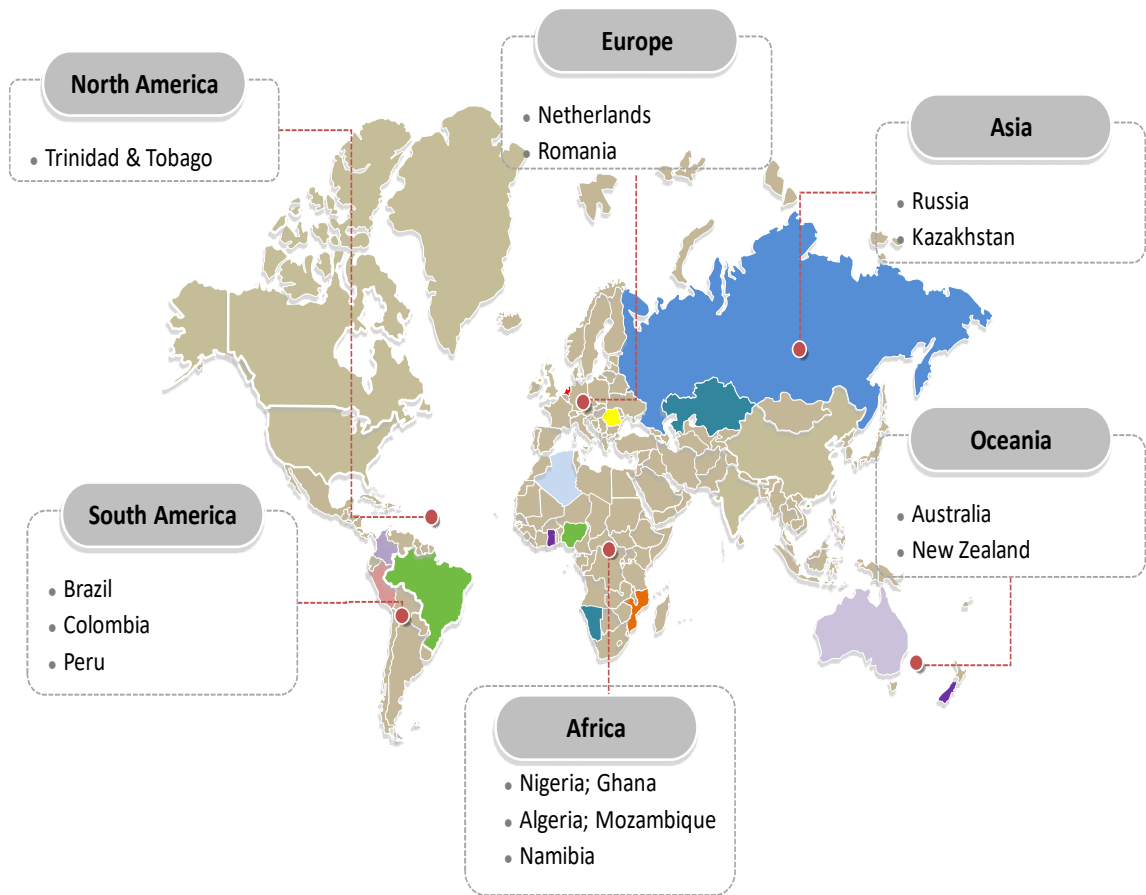 North America
• Trinidad & Tobago
Europe
• Netherlands
• Romania
Asia
• Russia
• Kazakhstan
South America
• Brazil
• Colombia
• Peru
Oceania
• Australia
• New Zealand
Africa
• Nigeria; Ghana
• Algeria; Mozambique
• Namibia